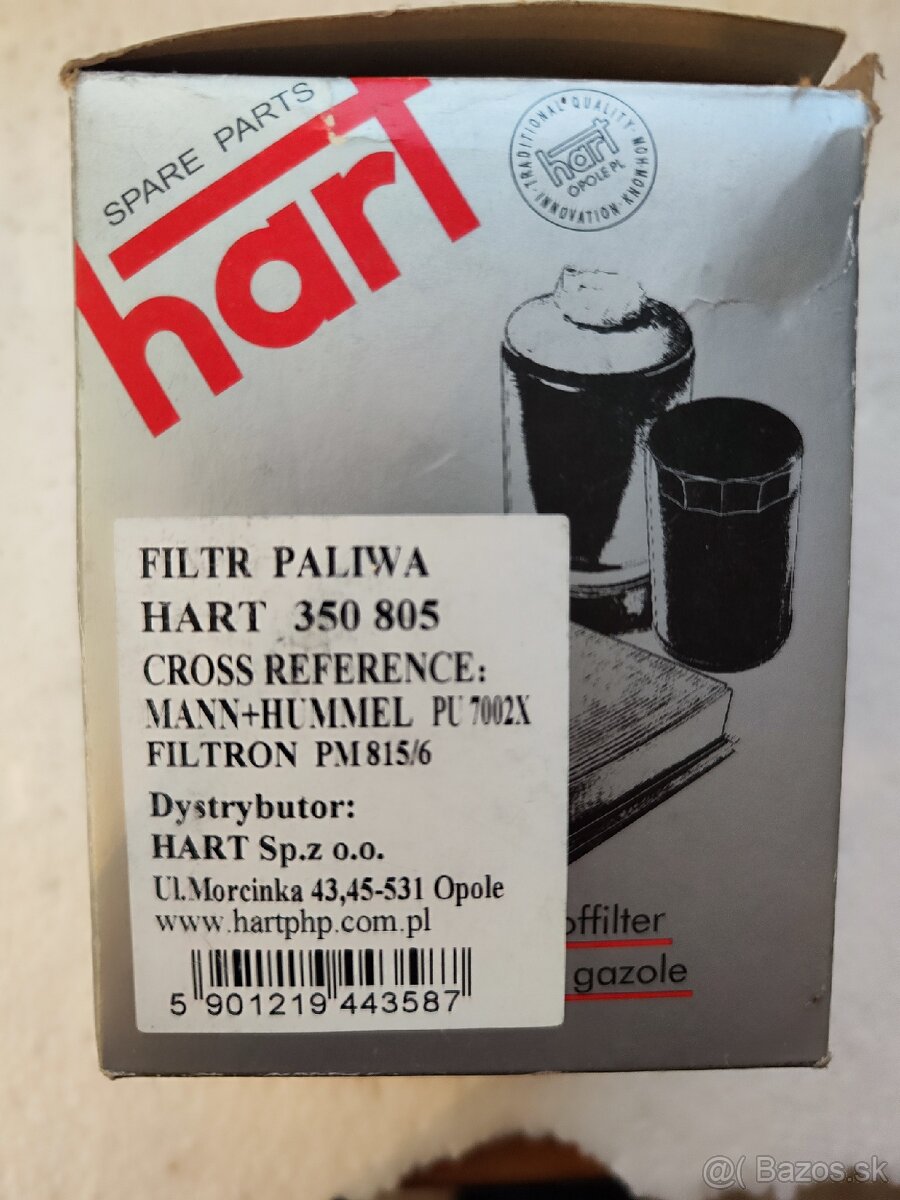 SPARE PARTS
hart
TRADITIONAL QUALITY
hart
OPOLE PL
INNOVATION
FILTR PALIWA
HART 350 805
CROSS REFERENCE:
MANN+HUMMEL PU 7002X
FILTRON PM 815/6
Dystrybutor:
HART Sp.z o.o.
Ul.Morcinka 43,45-531 Opole
www.hartphp.com.pl
5 901219 443587
offilter
gazole
@( Bazos.sk